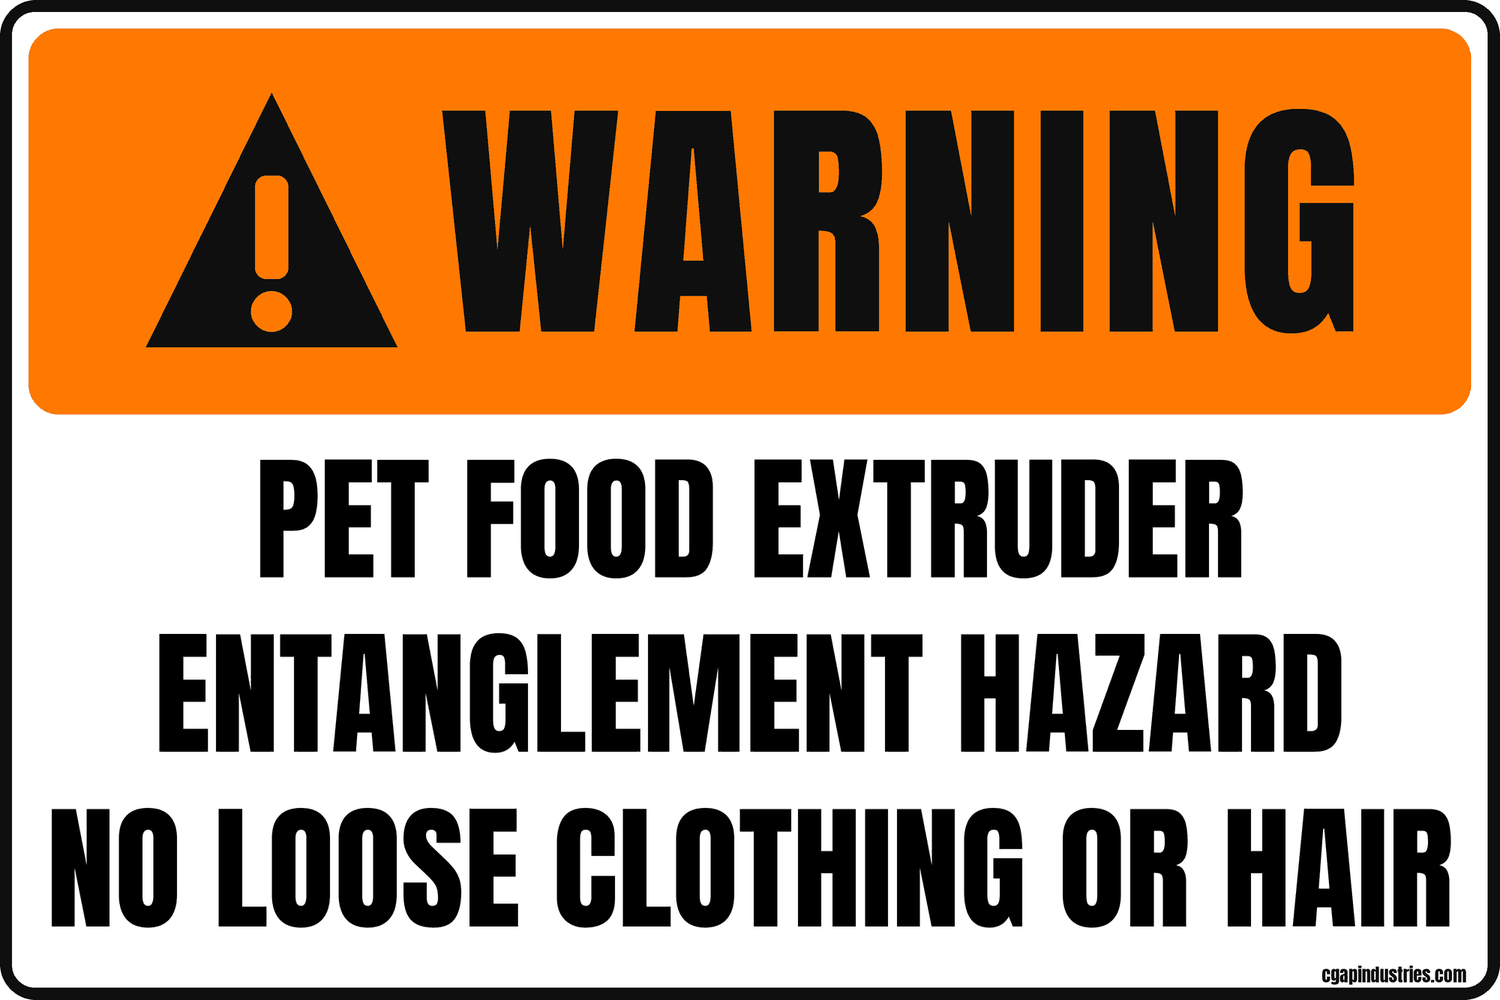 WARNING
PET FOOD EXTRUDER
ENTANGLEMENT HAZARD
NO LOOSE CLOTHING OR HAIR
cgapindustries.com